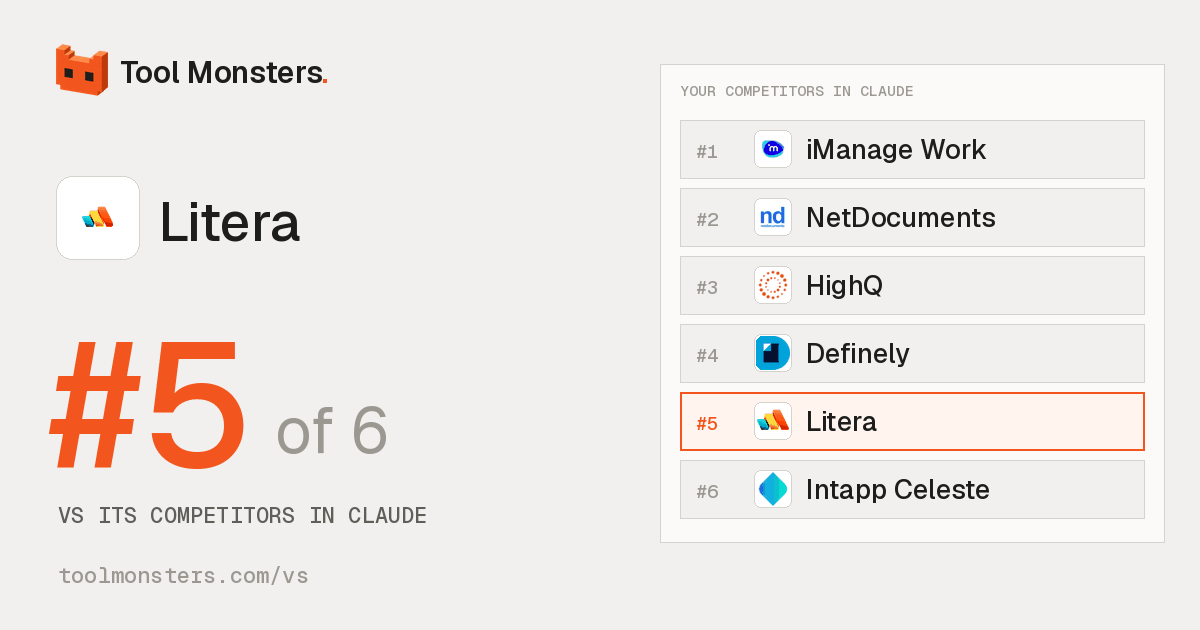 Tool Monsters.
Litera
#5 of 6
VS ITS COMPETITORS IN CLAUDE
toolmonsters.com/vs
YOUR COMPETITORS IN CLAUDE
#1 iManage Work
#2 nd NetDocuments
#3 HighQ
#4 Definely
#5 Litera
#6 Intapp Celeste